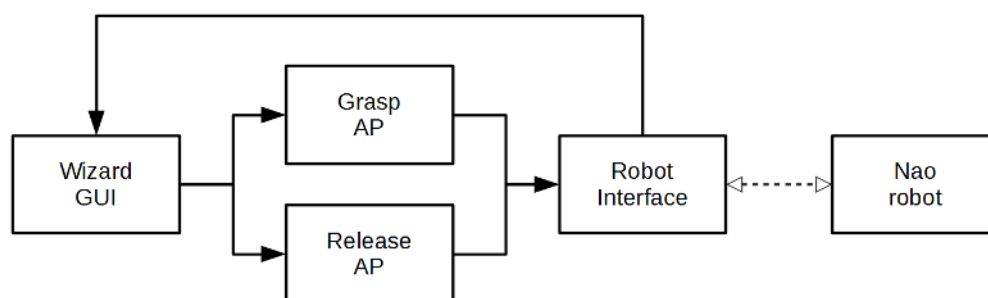 Grasp
AP
Wizard
GUI
Robot
Interface
Nao
robot
Release
AP